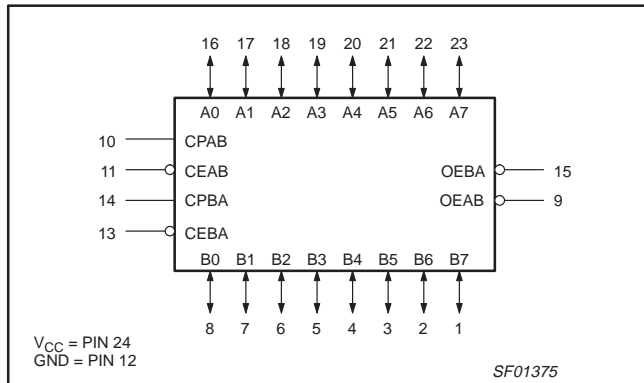 16 17 18 19 20 21 22 23
A0 A1 A2 A3 A4 A5 A6 A7
10 CPAB
11 CEAB OEBA 15
14 CPBA OEAB 9
13 CEBA
B0 B1 B2 B3 B4 B5 B6 B7
8 7 6 5 4 3 2 1
VCC = PIN 24
GND = PIN 12
SF01375